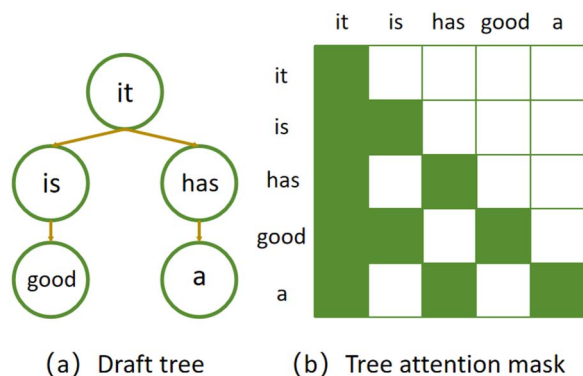 it
is
has
good
a
(a) Draft tree
it is has good a
it
is
has
good
a
(b) Tree attention mask